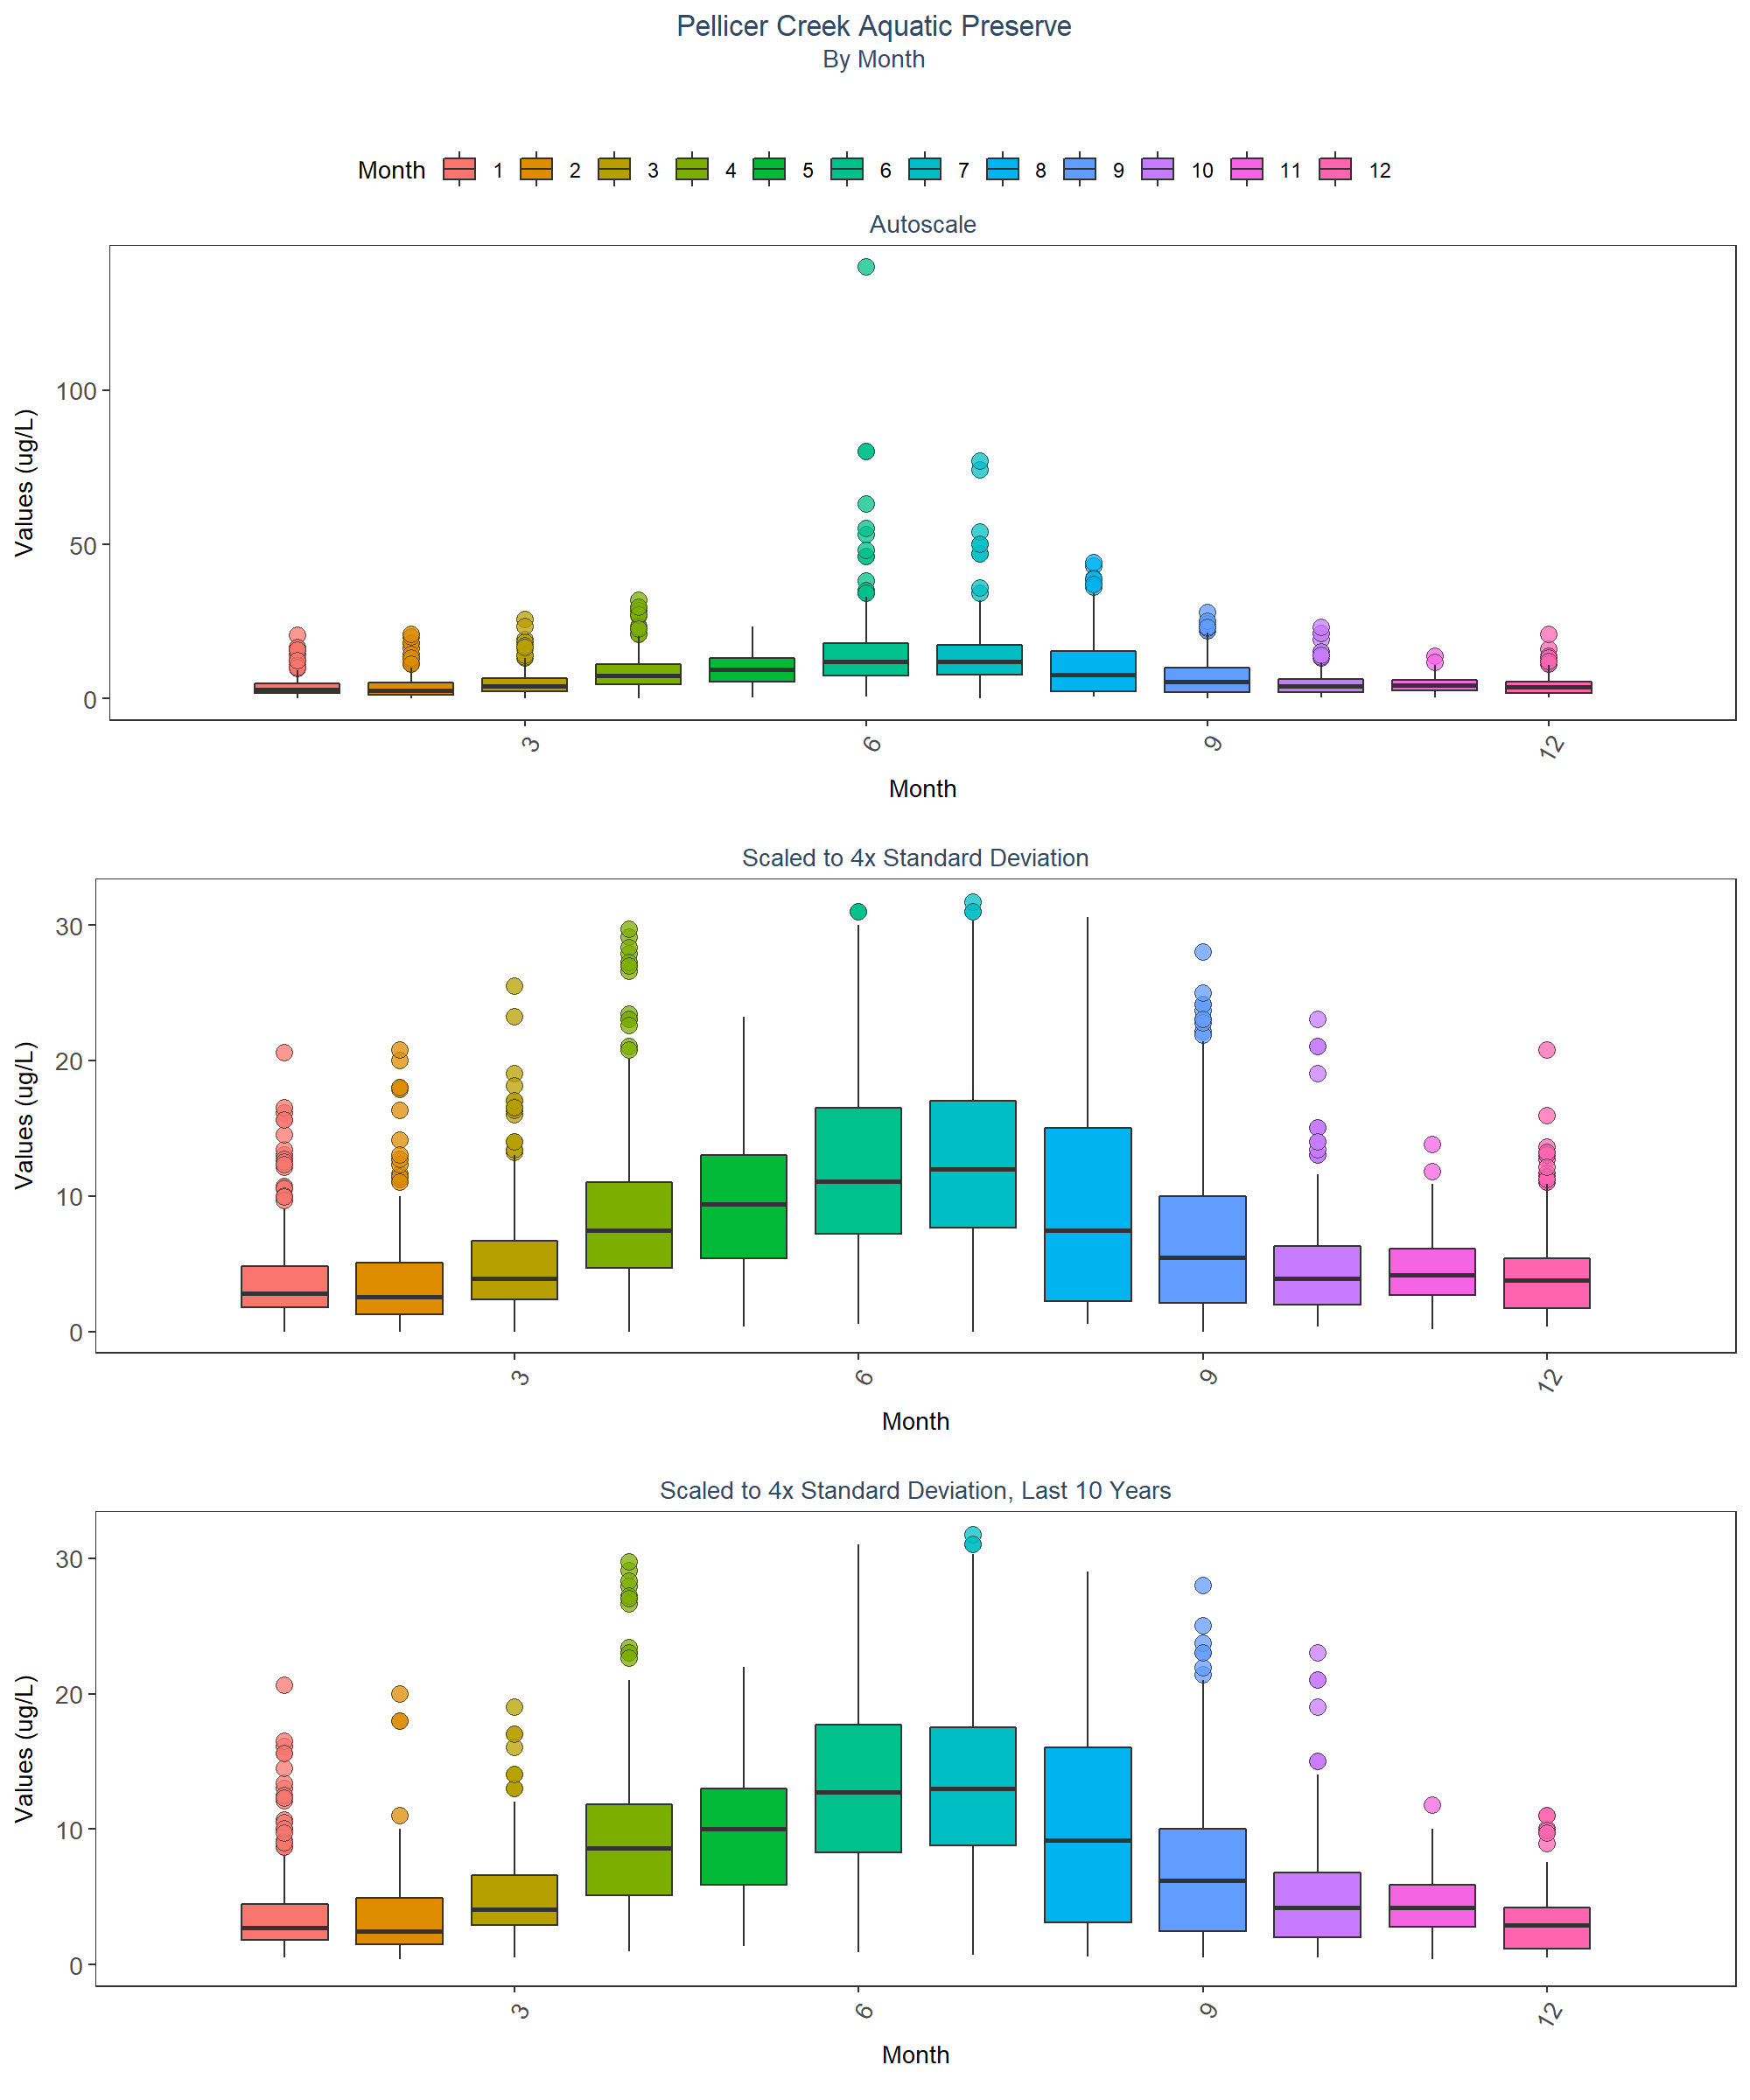 Pellicer Creek Aquatic Preserve
By Month
Month 1 2 3 4 5 6 7 8 9 10 11 12
Autoscale
Values (ug/L)
100
50
0
3 6 9 12
Month
Scaled to 4x Standard Deviation
Values (ug/L)
30
20
10
0
3 6 9 12
Month
Scaled to 4x Standard Deviation, Last 10 Years
Values (ug/L)
30
20
10
0
3 6 9 12
Month